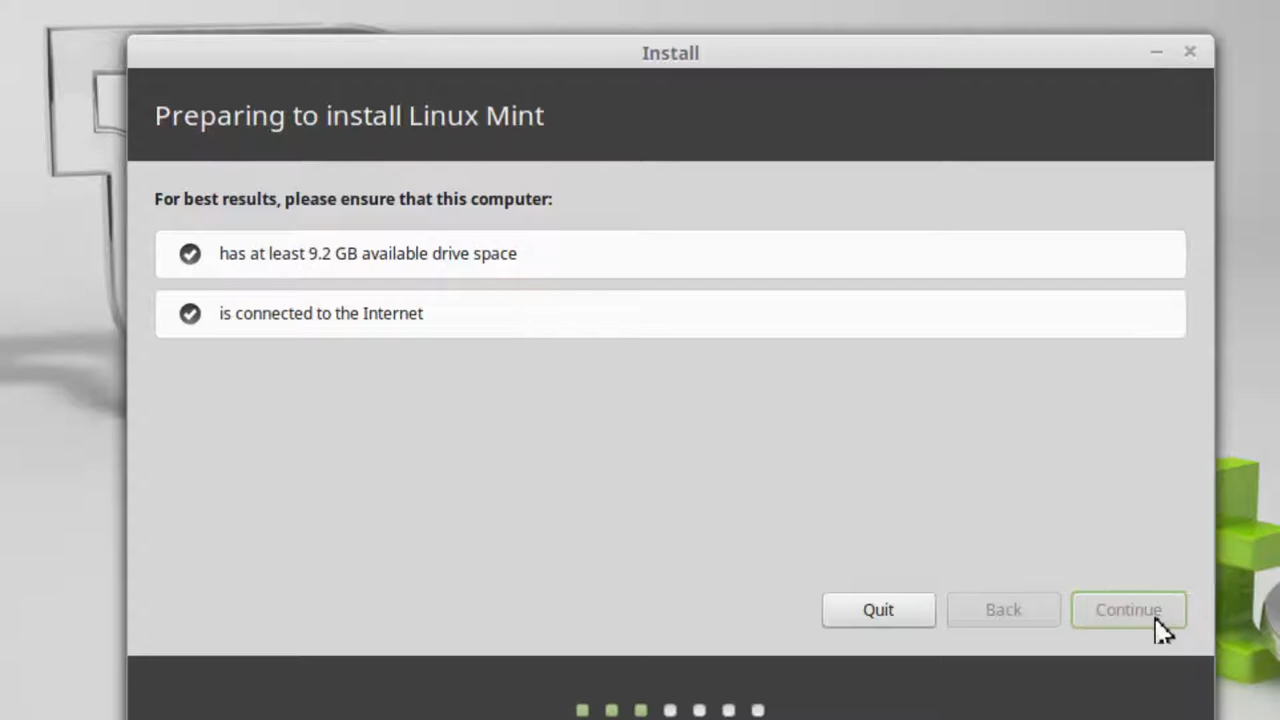 Install
Preparing to install Linux Mint
For best results, please ensure that this computer:
has at least 9.2 GB available drive space
is connected to the Internet
Quit Back Continue